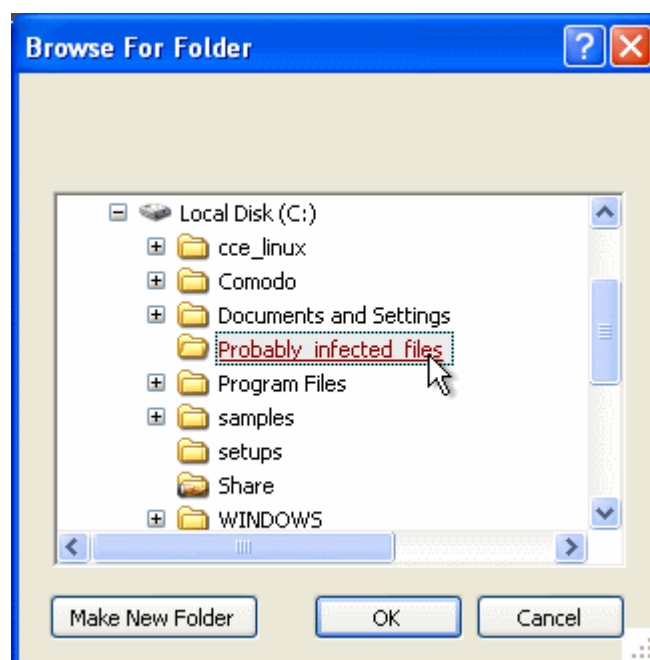 Browse For Folder
Local Disk (C:)
cce_linux
Comodo
Documents and Settings
Probably_infected_files
Program Files
samples
setups
Share
WINDOWS
Make New Folder OK Cancel